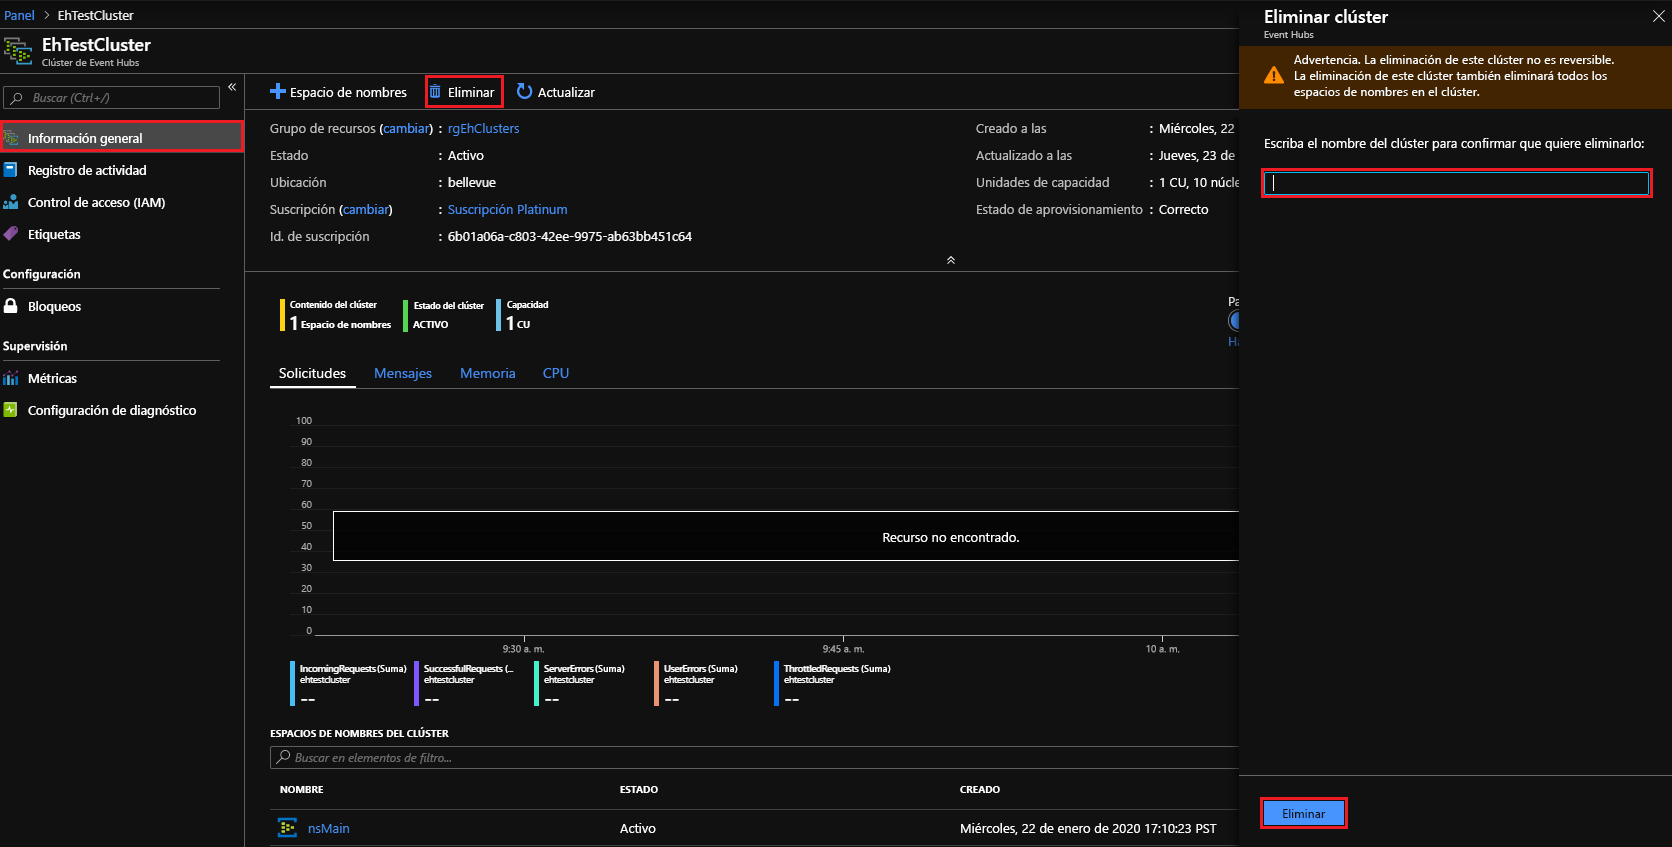 Panel > EhTestCluster
EhTestCluster
Clúster de Event Hubs
Buscar (Ctrl+/)
«
Información general
Registro de actividad
Control de acceso (IAM)
Etiquetas
Configuración
Bloqueos
Supervisión
Métricas
Configuración de diagnóstico
Espacio de nombres
Eliminar
Actualizar
Grupo de recursos (cambiar) : rgEhClusters
Estado : Activo
Ubicación : bellevue
Suscripción (cambiar) : Suscripción Platinum
Id. de suscripción : 6b01a06a-c803-42ee-9975-ab63bb451c64
Creado a las : Miércoles, 22
Actualizado a las : Jueves, 23 de
Unidades de capacidad : 1 CU, 10 núcle
Estado de aprovisionamiento : Correcto
Contenido del clúster
1 Espacio de nombres
Estado del clúster
ACTIVO
Capacidad
1 CU
Pa
Ha
Solicitudes
Mensajes
Memoria
CPU
100
90
80
70
60
50
40
30
20
10
0
Recurso no encontrado.
9:30 a. m.
9:45 a. m.
10 a. m.
IncomingRequests (Suma)
ehtestcluster
--
SuccessfulRequests (...
ehtestcluster
--
ServerErrors (Suma)
ehtestcluster
--
UserErrors (Suma)
ehtestcluster
--
ThrottledRequests (Suma)
ehtestcluster
--
ESPACIOS DE NOMBRES DEL CLÚSTER
Buscar en elementos de filtro...
NOMBRE ESTADO CREADO
nsMain Activo Miércoles, 22 de enero de 2020 17:10:23 PST
Eliminar clúster
Event Hubs
Advertencia. La eliminación de este clúster no es reversible.
La eliminación de este clúster también eliminará todos los
espacios de nombres en el clúster.
Escriba el nombre del clúster para confirmar que quiere eliminarlo:
Eliminar